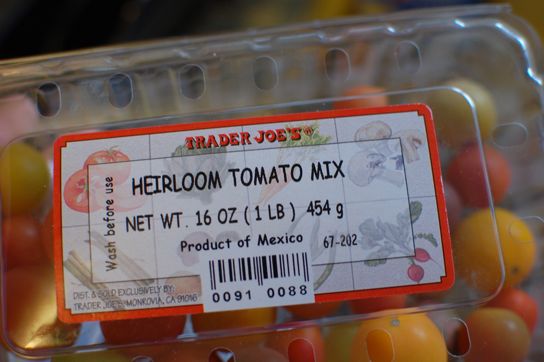 TRADER JOE'S®
Wash before use
HEIRLOOM TOMATO MIX
NET WT. 16 OZ (1 LB) 454 g
Product of Mexico 67-202
DIST. & SOLD EXCLUSIVELY BY:
TRADER JOE'S, MONROVIA, CA 91016
0091 0088